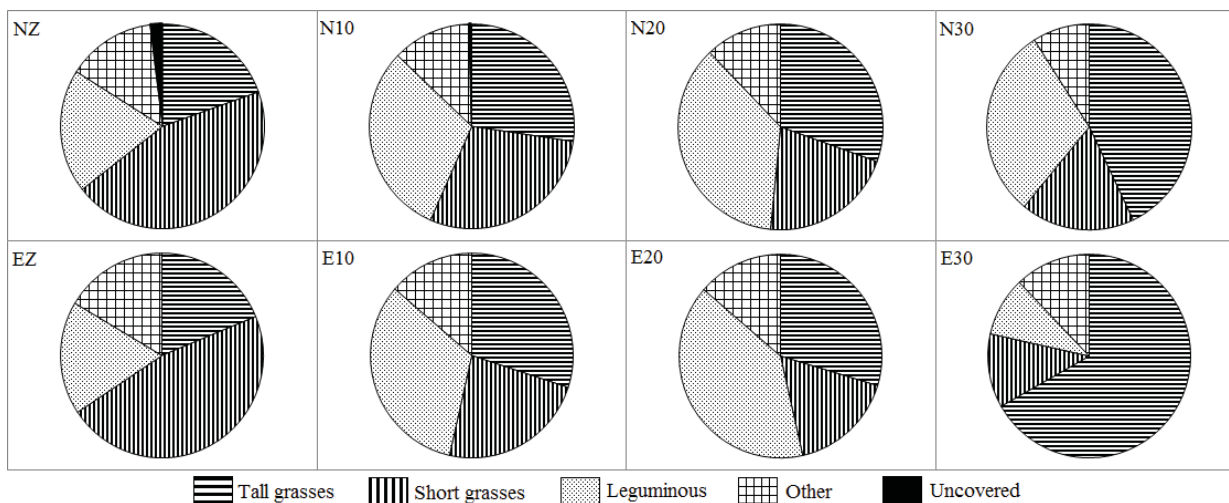 NZ N10 N20 N30
EZ E10 E20 E30
Tall grasses Short grasses Leguminous Other Uncovered